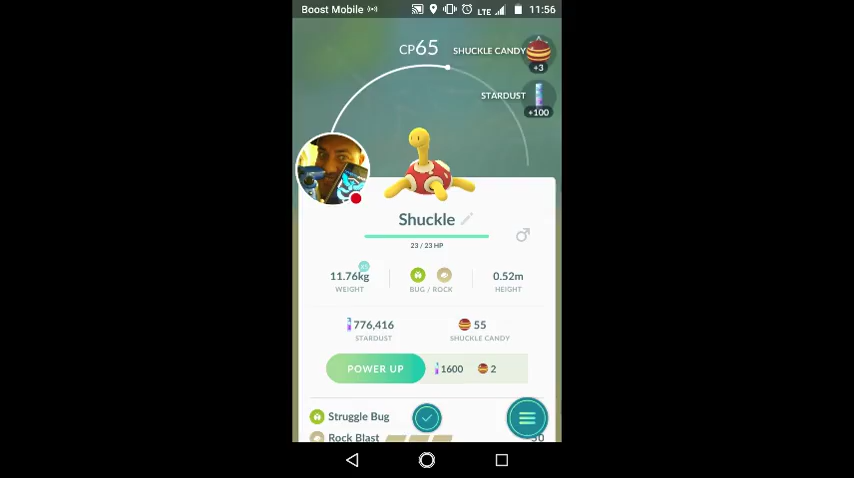 Boost Mobile
LTE
11:56
CP65
SHUCKLE CANDY
+3
STARDUST
+100
Shuckle
23 / 23 HP
11.76kg
WEIGHT
BUG / ROCK
0.52m
HEIGHT
776,416
STARDUST
55
SHUCKLE CANDY
POWER UP
1600
2
Struggle Bug
Rock Blast
50